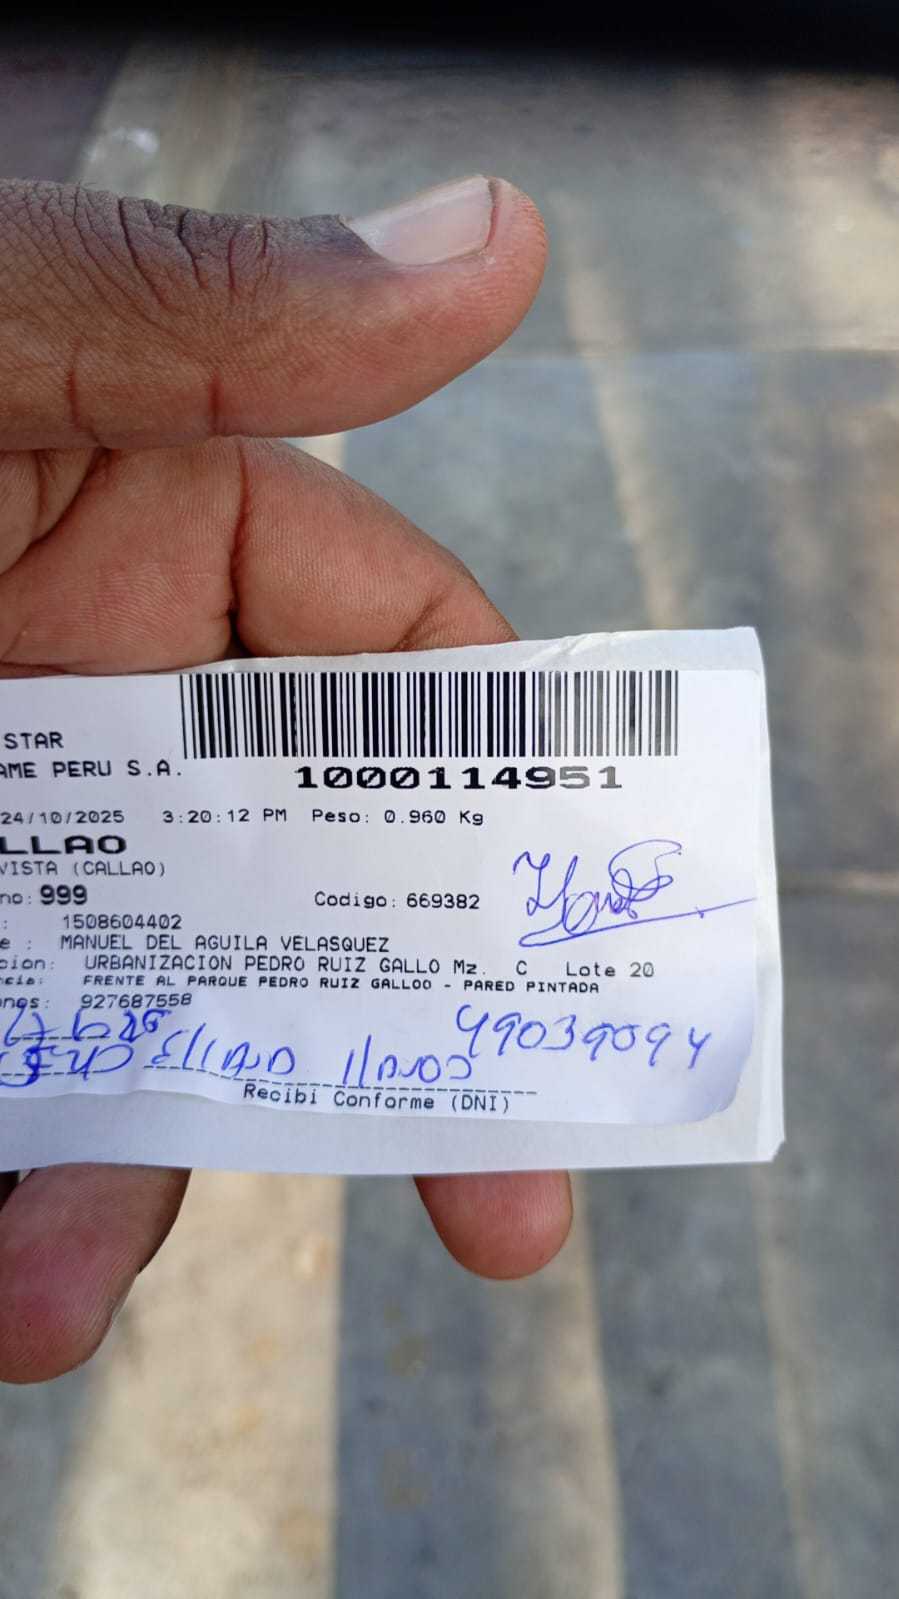 STAR
AME PERU S.A.
1000114951
24/10/2025 3:20:12 PM Peso: 0.960 Kg
LLAO
VISTA (CALLAO)
no: 999 Codigo: 669382
: 1508604402
e : MANUEL DEL AGUILA VELASQUEZ
cion: URBANIZACION PEDRO RUIZ GALLO Mz. C Lote 20
ncia: FRENTE AL PARQUE PEDRO RUIZ GALLOO - PARED PINTADA
ones: 927687558
49039094
Recibi Conforme (DNI)